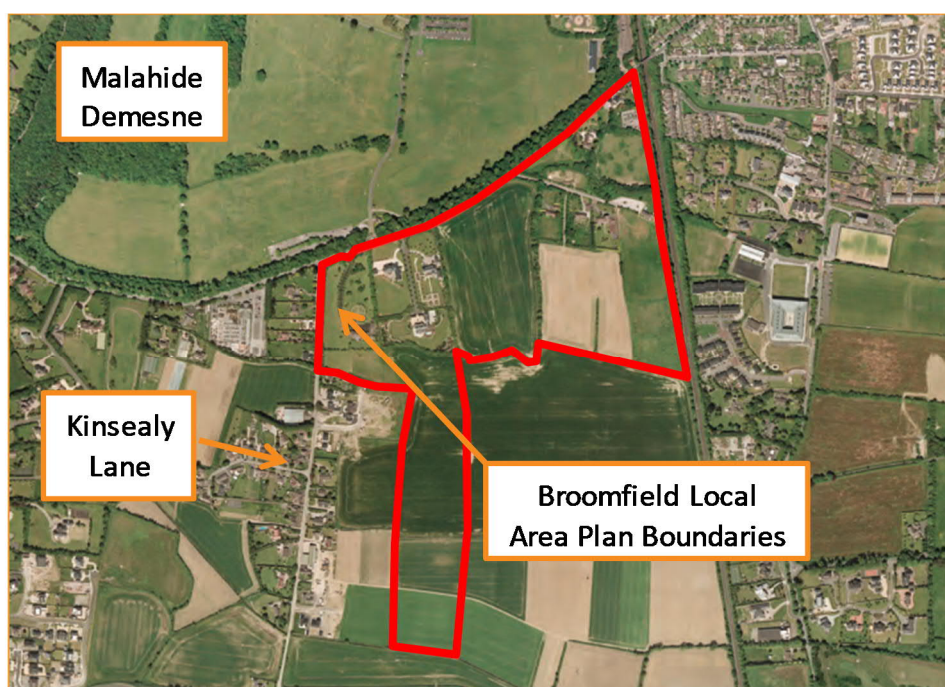 Malahide
Demesne
Kinsealy
Lane
Broomfield Local
Area Plan Boundaries